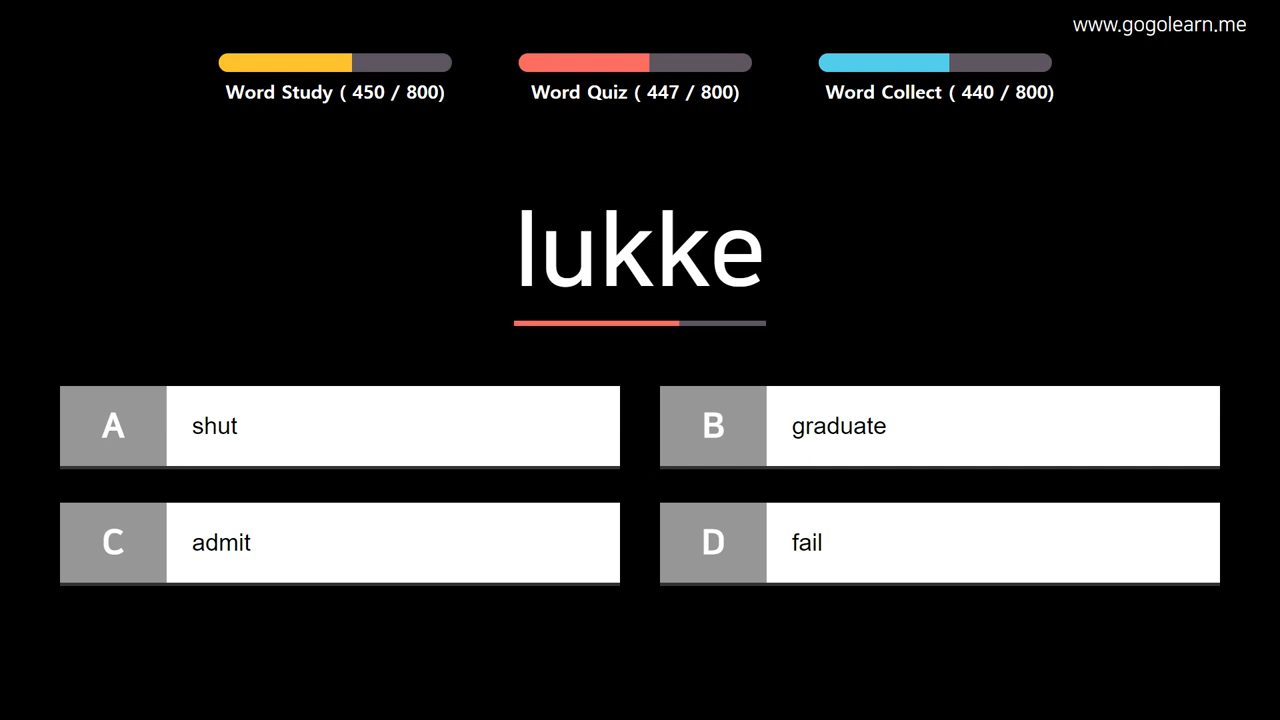 www.gogolearn.me
Word Study ( 450 / 800)
Word Quiz ( 447 / 800)
Word Collect ( 440 / 800)
lukke
A shut
B graduate
C admit
D fail